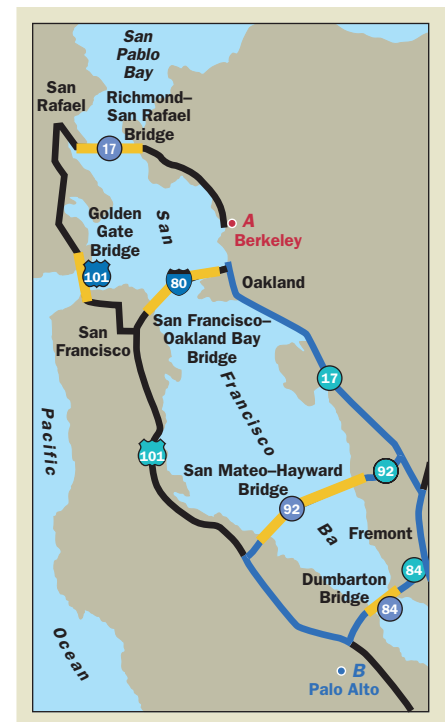 San
Pablo
Bay
San
Rafael
Richmond–
San Rafael
Bridge
17
Golden
Gate
Bridge
101
San
A
Berkeley
80
Oakland
San
Francisco
San Francisco–
Oakland Bay
Bridge
17
Francisco
Pacific
101
San Mateo–Hayward
Bridge
92
92
Ba
Fremont
84
Dumbarton
Bridge
84
Ocean
B
Palo Alto